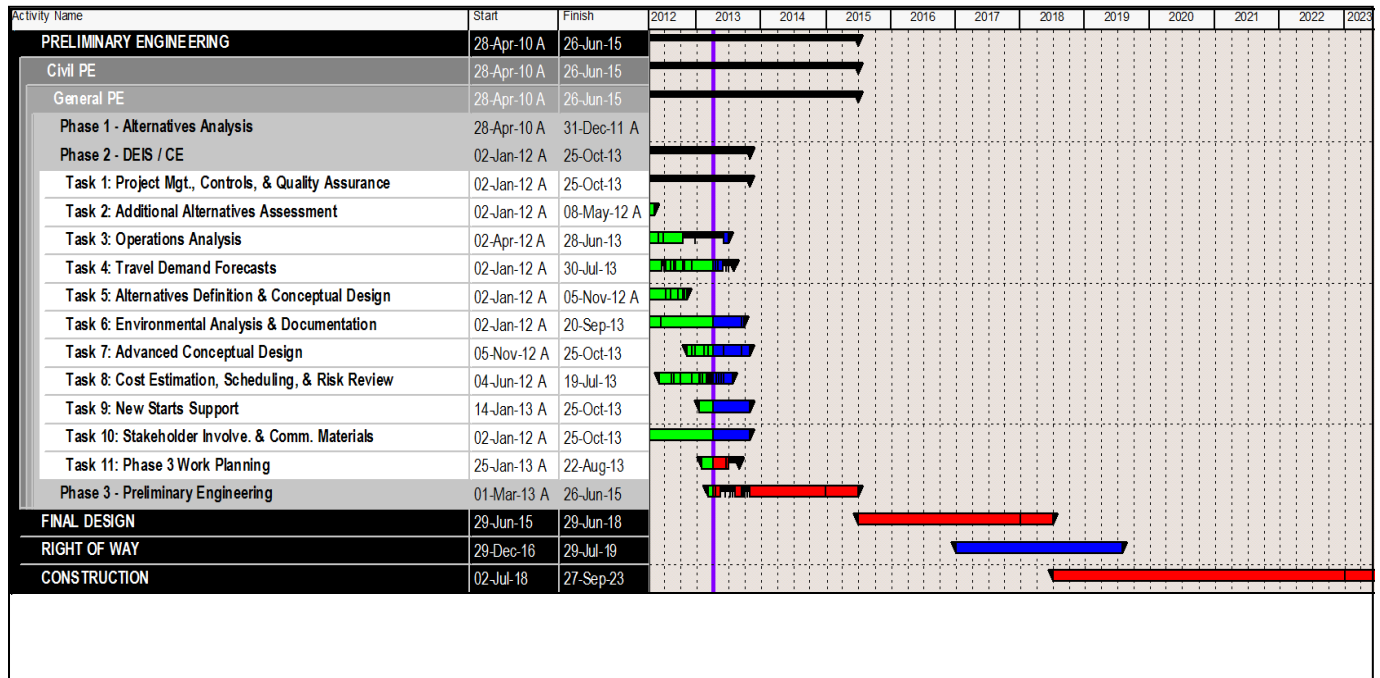 Activity Name Start Finish 2012 2013 2014 2015 2016 2017 2018 2019 2020 2021 2022 2023
PRELIMINARY ENGINEERING 28-Apr-10 A 26-Jun-15
Civil PE 28-Apr-10 A 26-Jun-15
General PE 28-Apr-10 A 26-Jun-15
Phase 1 - Alternatives Analysis 28-Apr-10 A 31-Dec-11 A
Phase 2 - DEIS / CE 02-Jan-12 A 25-Oct-13
Task 1: Project Mgt., Controls, & Quality Assurance 02-Jan-12 A 25-Oct-13
Task 2: Additional Alternatives Assessment 02-Jan-12 A 08-May-12 A
Task 3: Operations Analysis 02-Apr-12 A 28-Jun-13
Task 4: Travel Demand Forecasts 02-Jan-12 A 30-Jul-13
Task 5: Alternatives Definition & Conceptual Design 02-Jan-12 A 05-Nov-12 A
Task 6: Environmental Analysis & Documentation 02-Jan-12 A 20-Sep-13
Task 7: Advanced Conceptual Design 05-Nov-12 A 25-Oct-13
Task 8: Cost Estimation, Scheduling, & Risk Review 04-Jun-12 A 19-Jul-13
Task 9: New Starts Support 14-Jan-13 A 25-Oct-13
Task 10: Stakeholder Involve. & Comm. Materials 02-Jan-12 A 25-Oct-13
Task 11: Phase 3 Work Planning 25-Jan-13 A 22-Aug-13
Phase 3 - Preliminary Engineering 01-Mar-13 A 26-Jun-15
FINAL DESIGN 29-Jun-15 29-Jun-18
RIGHT OF WAY 29-Dec-16 29-Jul-19
CONSTRUCTION 02-Jul-18 27-Sep-23